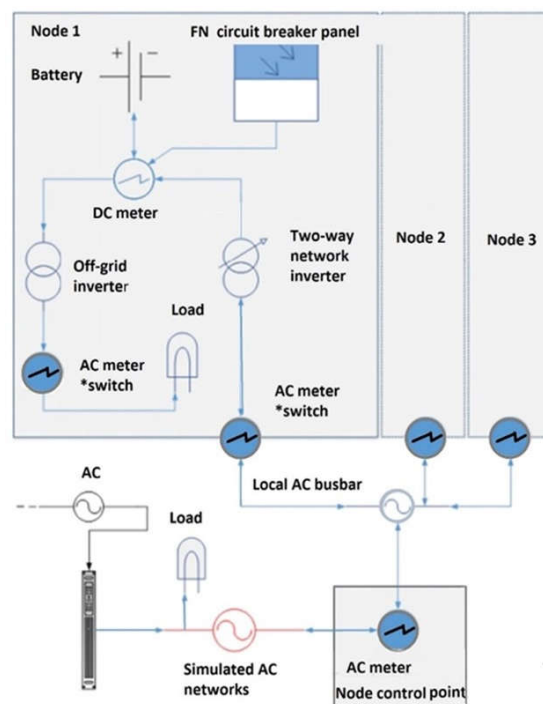 Node 1
FN circuit breaker panel
+ −
Battery
DC meter
Off-grid
inverter
Two-way
network
inverter
Node 2
Node 3
Load
AC meter
*switch
AC meter
*switch
AC
Local AC busbar
Load
Simulated AC
networks
AC meter
Node control point